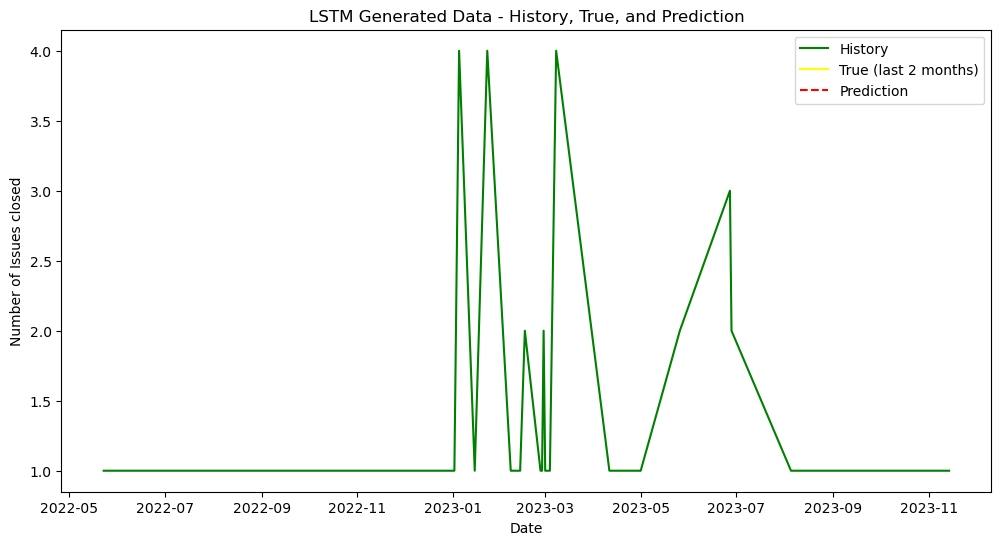 LSTM Generated Data - History, True, and Prediction
History
True (last 2 months)
Prediction
Number of Issues closed
4.0
3.5
3.0
2.5
2.0
1.5
1.0
2022-05
2022-07
2022-09
2022-11
2023-01
2023-03
2023-05
2023-07
2023-09
2023-11
Date